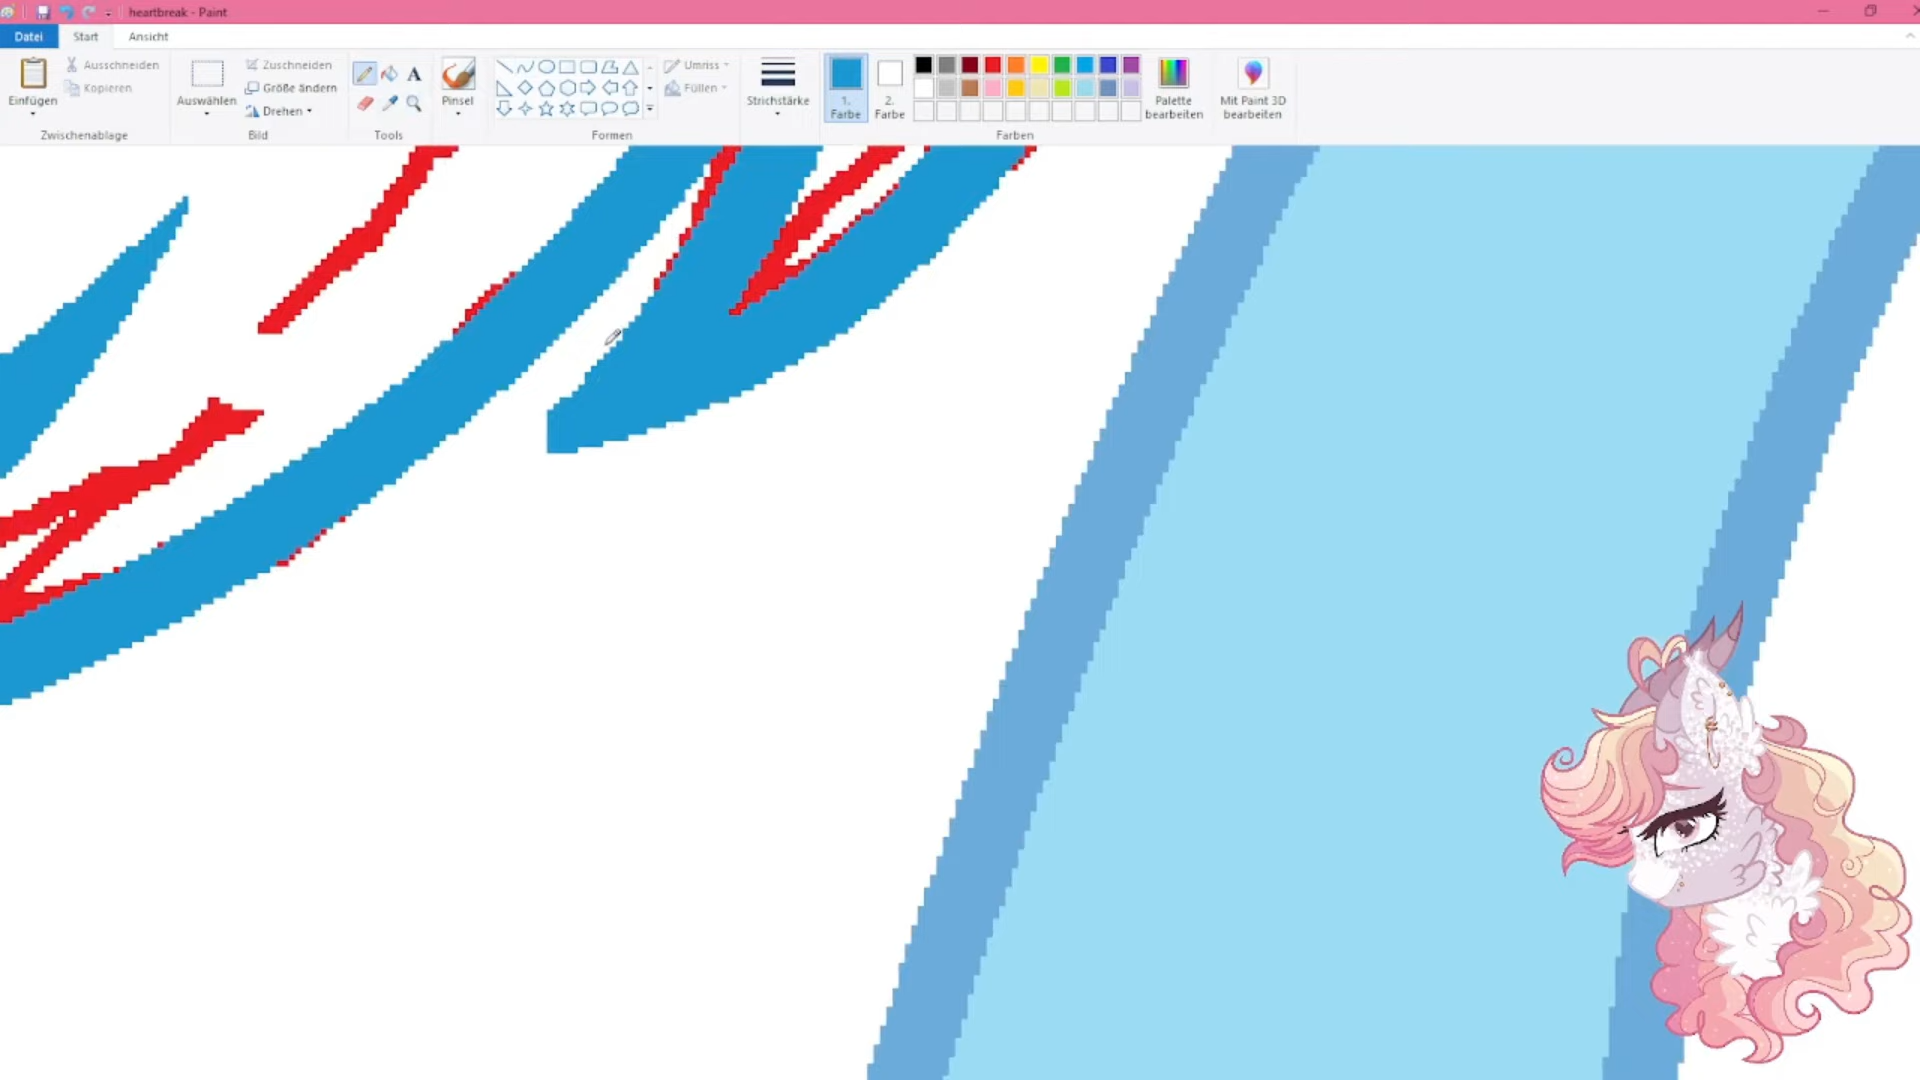 heartbreak - Paint
Datei Start Ansicht
Einfügen
Ausschneiden
Kopieren
Zwischenablage
Auswählen
Zuschneiden
Größe ändern
Drehen
Bild
A
Tools
Pinsel
Formen
Umriss
Füllen
Strichstärke
1.
Farbe
2.
Farbe
Farben
Palette
bearbeiten
Mit Paint 3D
bearbeiten